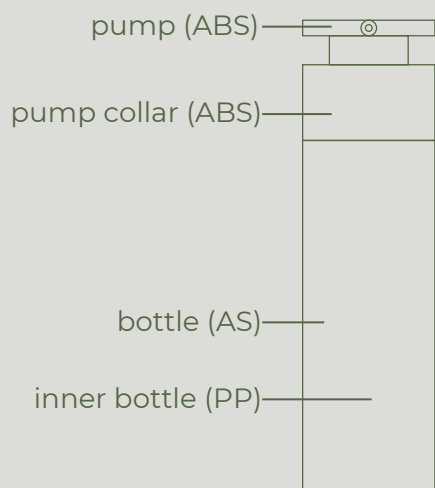 pump (ABS)
pump collar (ABS)
bottle (AS)
inner bottle (PP)